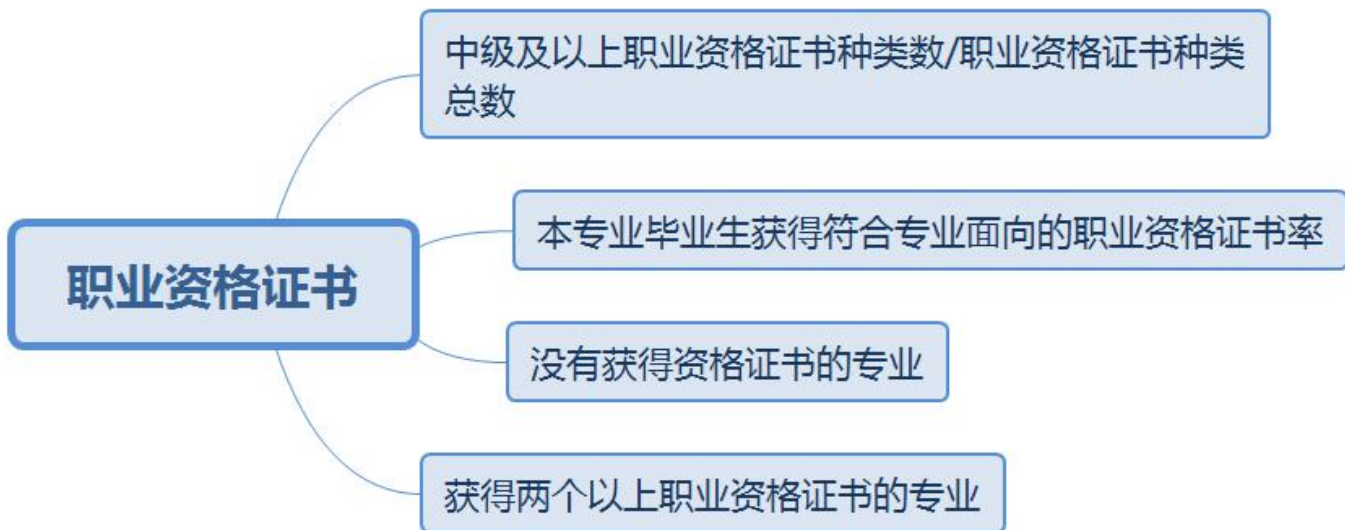 中级及以上职业资格证书种类数/职业资格证书种类
总数
本专业毕业生获得符合专业面向的职业资格证书率
职业资格证书
没有获得资格证书的专业
获得两个以上职业资格证书的专业